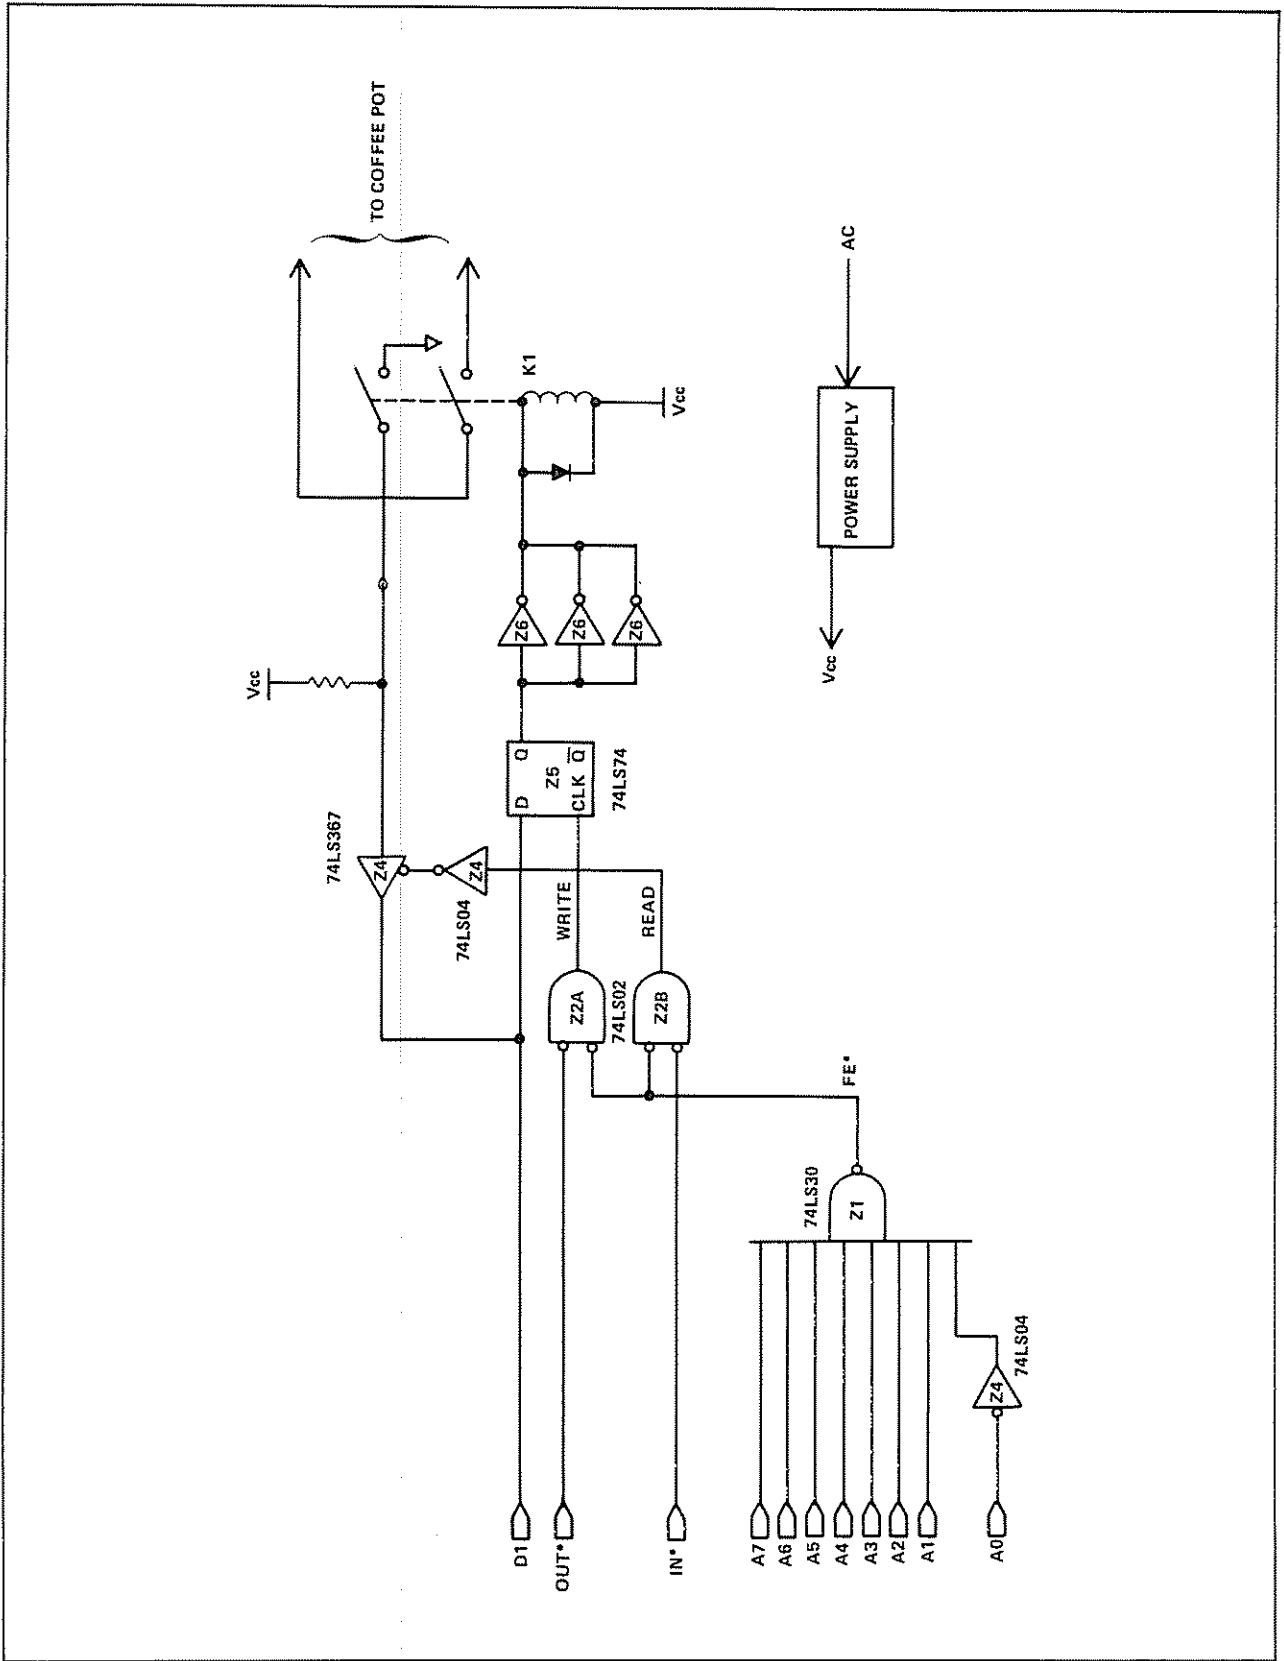 TO COFFEE POT
Vcc
K1
Vcc
74LS367
Z4
74LS04
Z4
D
Q
Z5
CLK
Q
74LS74
Z6
Z6
Z6
WRITE
READ
Z2A
74LS02
Z2B
D1
OUT*
IN*
FE*
74LS30
Z1
A7
A6
A5
A4
A3
A2
A1
A0
Z4
74LS04
Vcc
POWER SUPPLY
AC